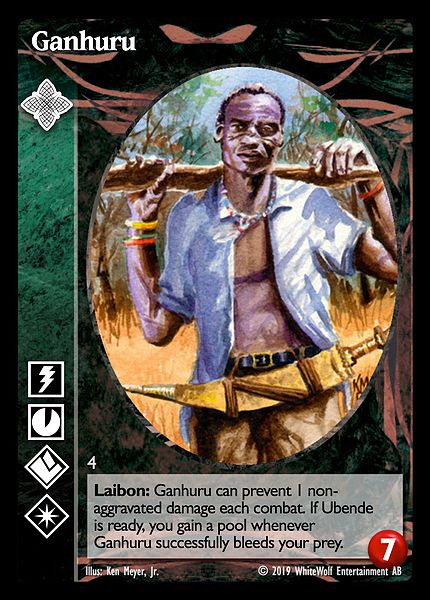 Ganhuru
4
Laibon: Ganhuru can prevent 1 non-
aggravated damage each combat. If Ubende
is ready, you gain a pool whenever
Ganhuru successfully bleeds your prey.
7
Illus: Ken Meyer, Jr.
© 2019 WhiteWolf Entertainment AB